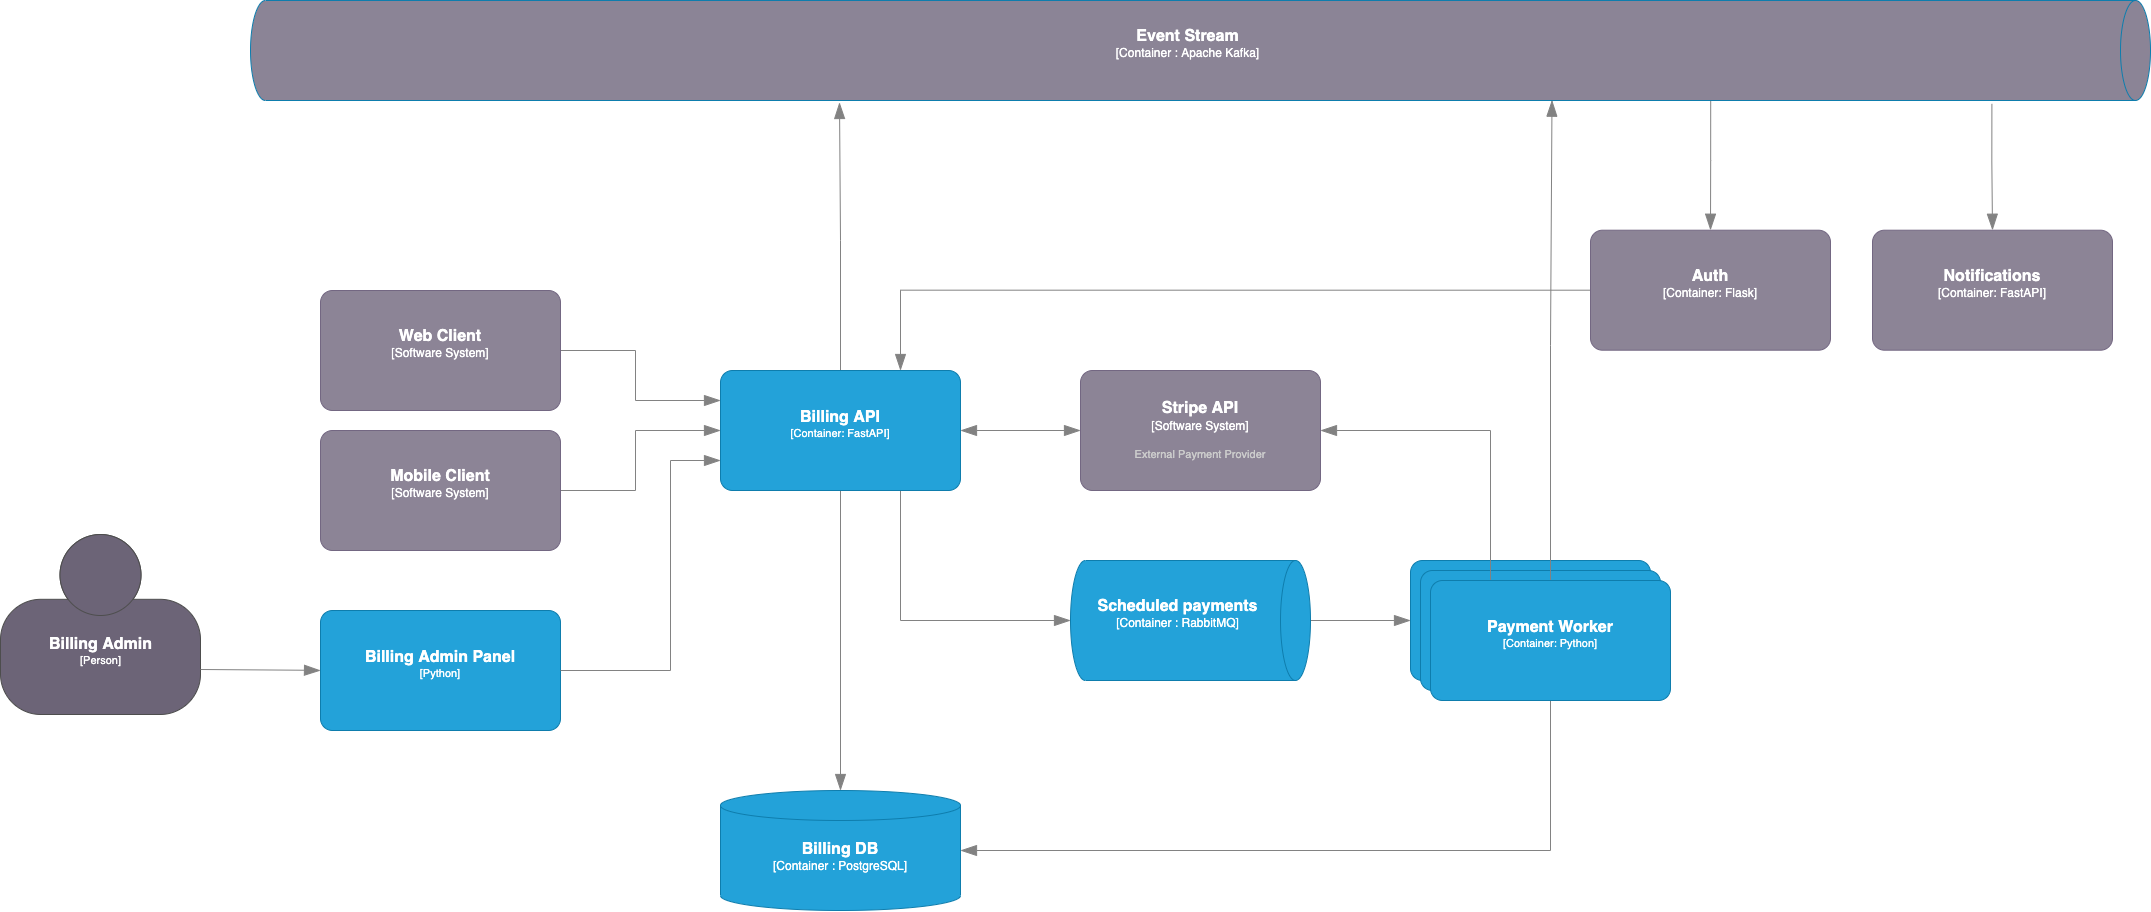 Event Stream
[Container : Apache Kafka]
Auth
[Container: Flask]
Notifications
[Container: FastAPI]
Web Client
[Software System]
Mobile Client
[Software System]
Billing API
[Container: FastAPI]
Stripe API
[Software System]
External Payment Provider
Billing Admin
[Person]
Billing Admin Panel
[Python]
Scheduled payments
[Container : RabbitMQ]
Payment Worker
[Container: Python]
Billing DB
[Container : PostgreSQL]